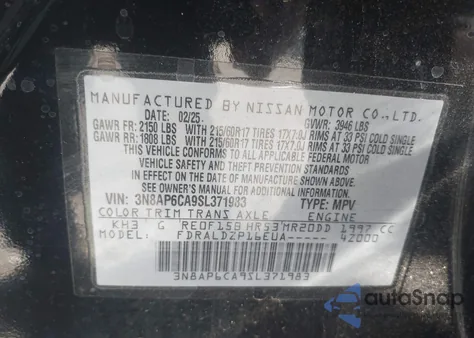 MANUFACTURED BY NISSAN MOTOR CO., LTD.
DATE: 02/25. GVWR: 3946 LBS
GAWR FR: 2150 LBS WITH 215/60R17 TIRES 17X7.0J RIMS AT 33 PSI COLD SINGLE
GAWR RR: 1808 LBS WITH 215/60R17 TIRES 17X7.0J RIMS AT 33 PSI COLD SINGLE
THIS VEHICLE CONFORMS TO ALL APPLICABLE FEDERAL MOTOR
VEHICLE SAFETY AND THEFT PREVENTION STANDARDS
IN EFFECT ON THE DATE OF MANUFACTURE SHOWN ABOVE.
SEE OWNER'S MANUAL FOR ADDITIONAL INFORMATION.
VIN: 3N8AP6CA9SL371983 TYPE: MPV
COLOR TRIM TRANS AXLE ENGINE
KH3 G RE0F15B HR53 MR20DD 1997 CC
MODEL: FDRALDZP16EUA----- 42000
3N8AP6CA9SL371983
autoSnap